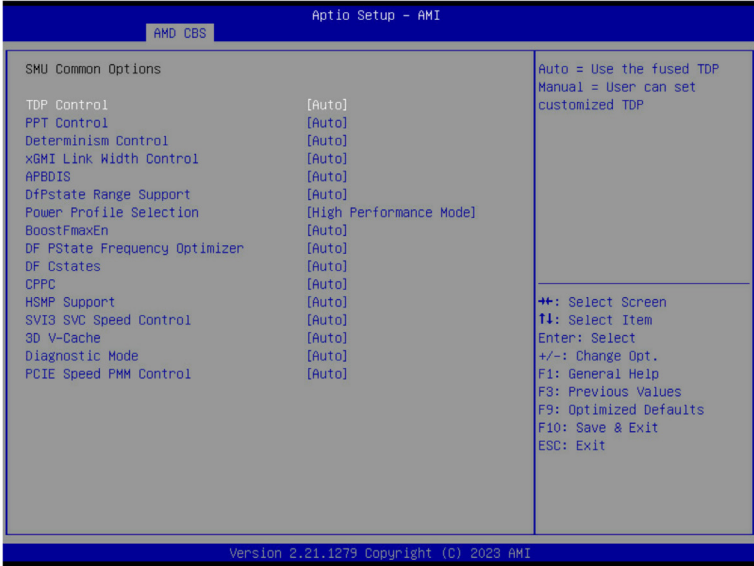 Aptio Setup – AMI
AMD CBS
SMU Common Options
TDP Control [Auto]
PPT Control [Auto]
Determinism Control [Auto]
xGMI Link Width Control [Auto]
APBDIS [Auto]
DfPstate Range Support [Auto]
Power Profile Selection [High Performance Mode]
BoostFmaxEn [Auto]
DF PState Frequency Optimizer [Auto]
DF Cstates [Auto]
CPPC [Auto]
HSMP Support [Auto]
SVI3 SVC Speed Control [Auto]
3D V-Cache [Auto]
Diagnostic Mode [Auto]
PCIE Speed PMM Control [Auto]
Auto = Use the fused TDP
Manual = User can set
customized TDP
→←: Select Screen
↑↓: Select Item
Enter: Select
+/-: Change Opt.
F1: General Help
F3: Previous Values
F9: Optimized Defaults
F10: Save & Exit
ESC: Exit
Version 2.21.1279 Copyright (C) 2023 AMI